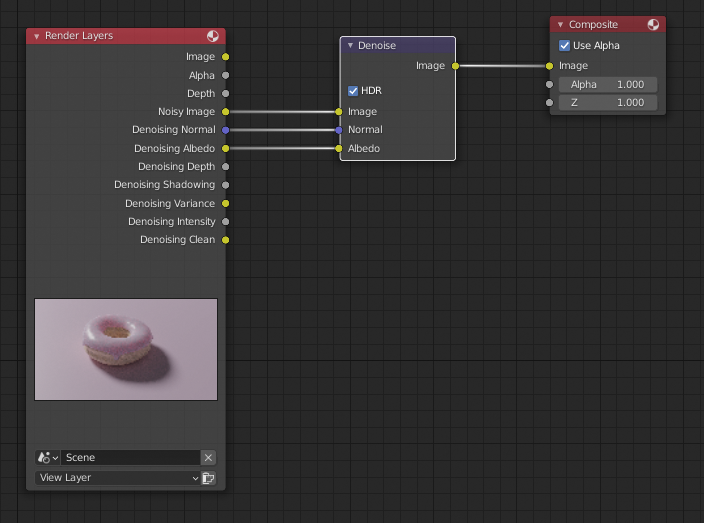 Render Layers
Image
Alpha
Depth
Noisy Image
Denoising Normal
Denoising Albedo
Denoising Depth
Denoising Shadowing
Denoising Variance
Denoising Intensity
Denoising Clean
Scene
View Layer
Denoise
Image
HDR
Image
Normal
Albedo
Composite
Use Alpha
Image
Alpha 1.000
Z 1.000